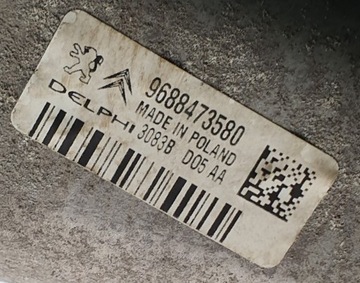 9688473580
MADE IN POLAND
DELPHI 3083B D05 AA